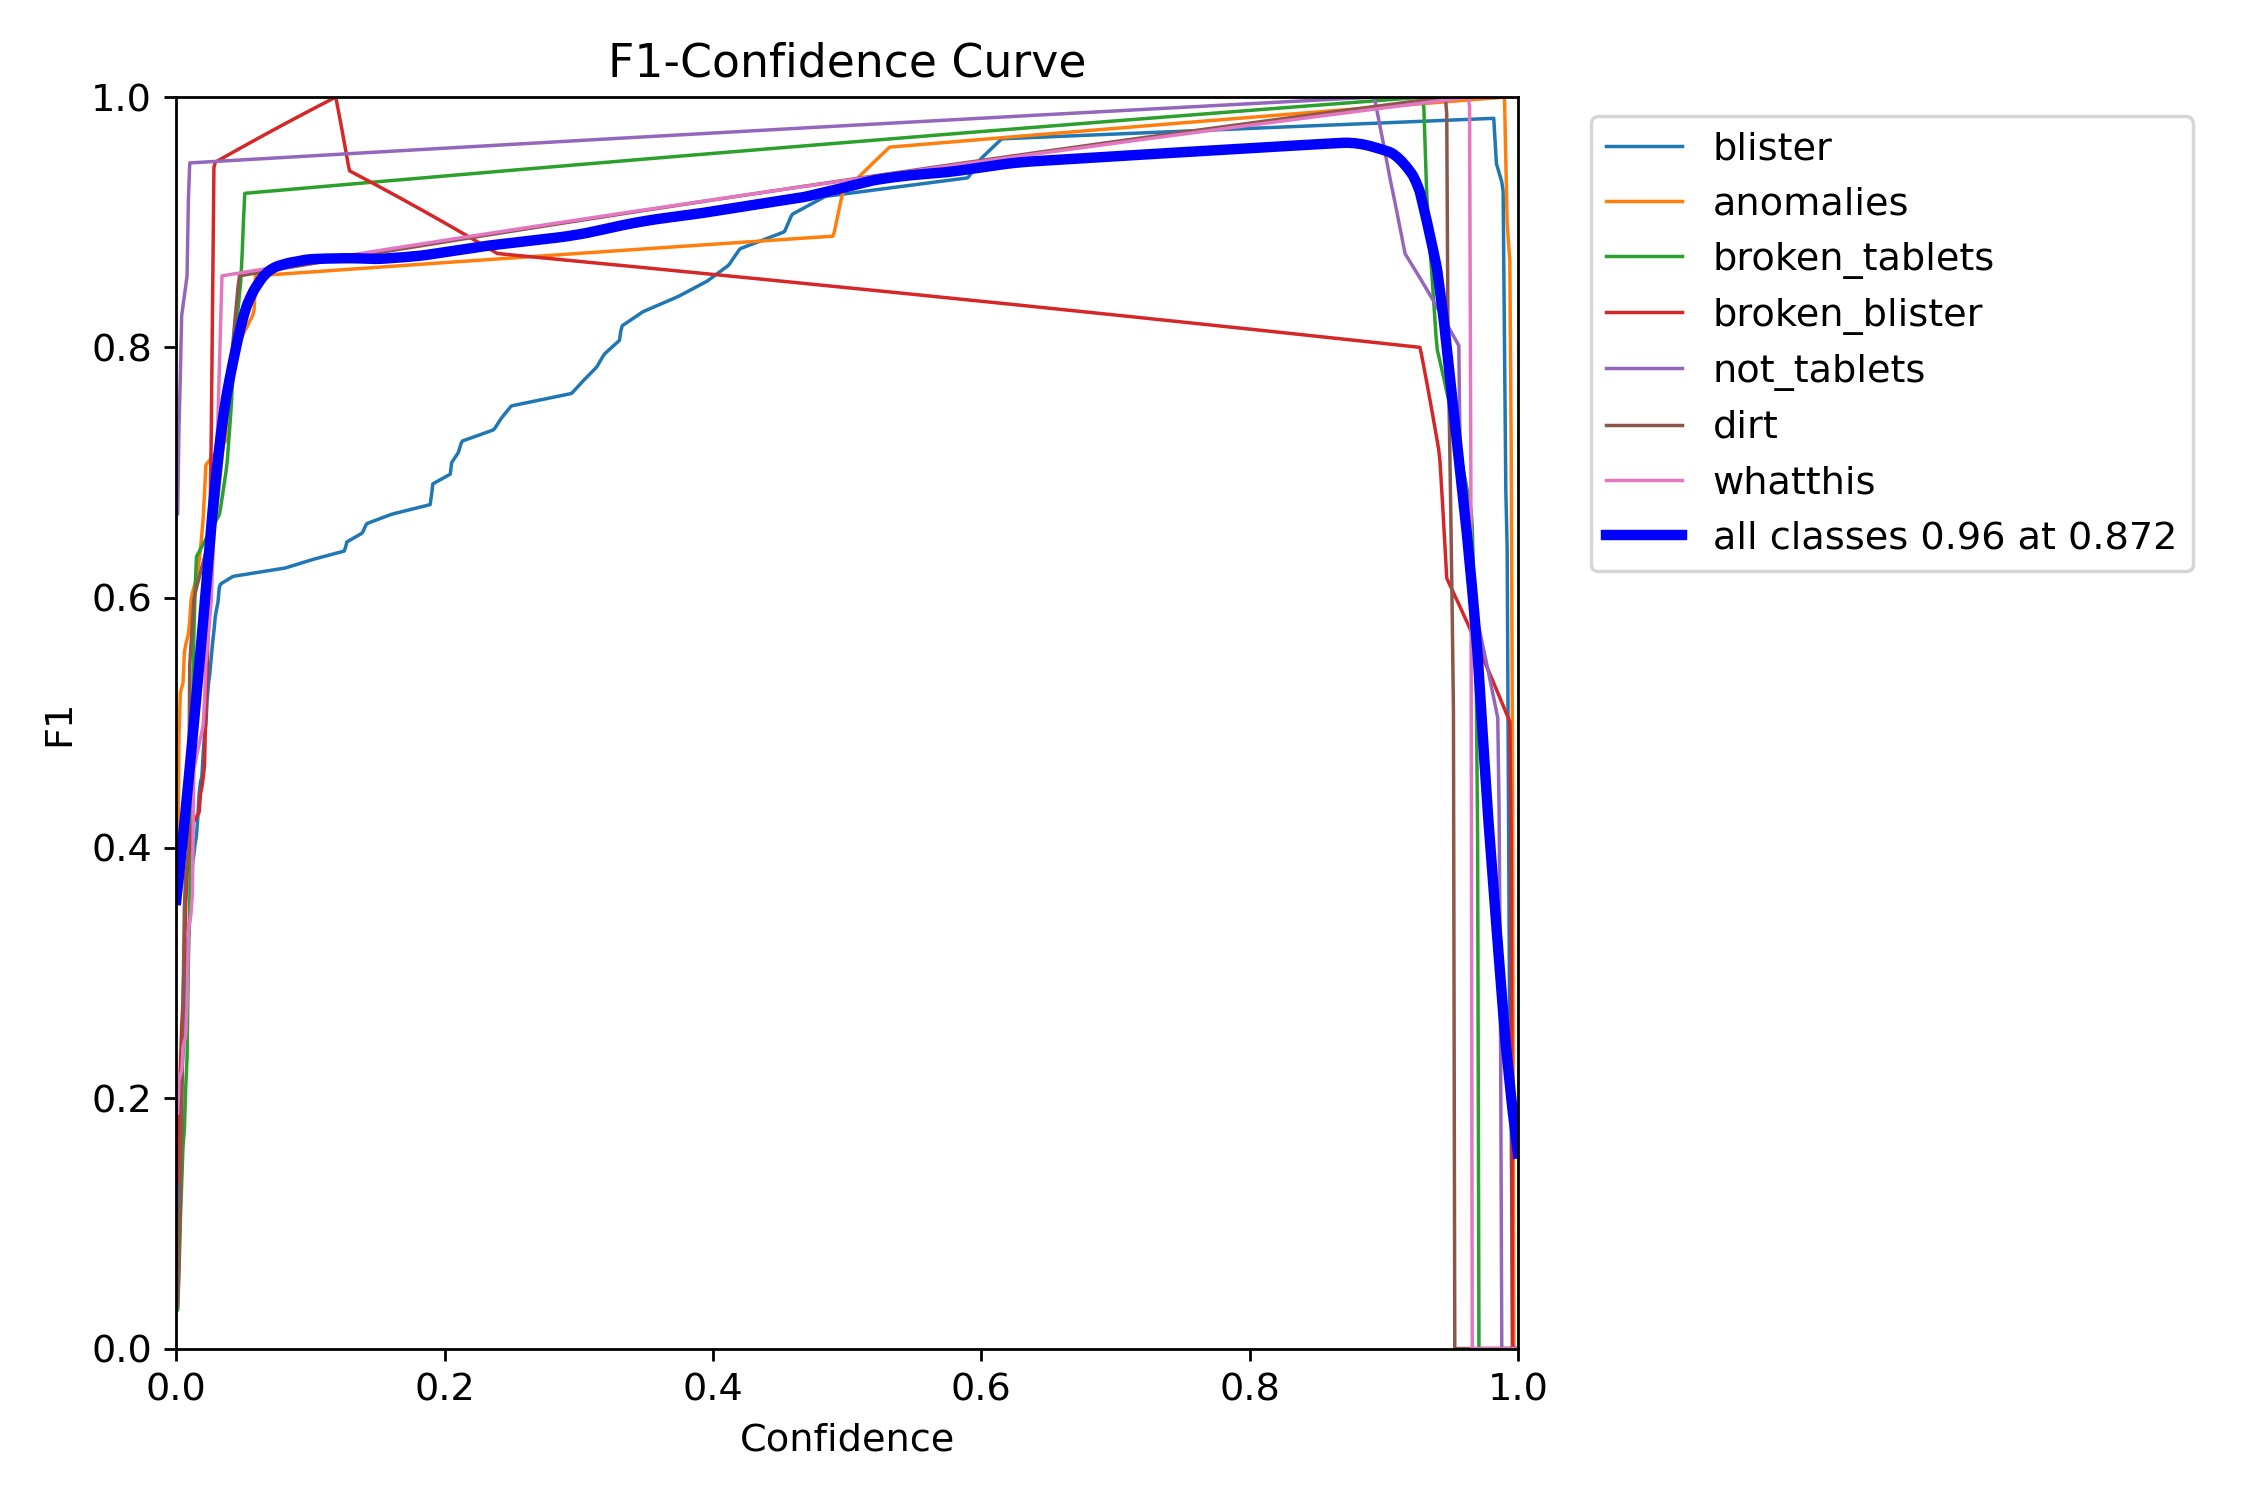 F1-Confidence Curve
1.0
0.8
0.6
0.4
0.2
0.0
F1
0.0 0.2 0.4 0.6 0.8 1.0
Confidence
blister
anomalies
broken_tablets
broken_blister
not_tablets
dirt
whatthis
all classes 0.96 at 0.872